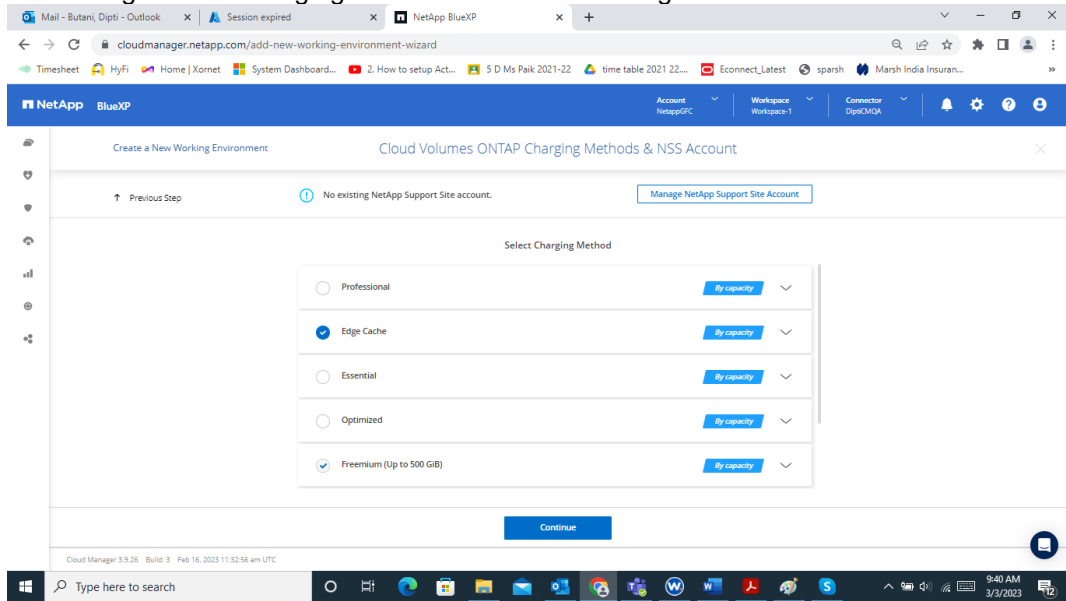 Mail - Butani, Dipti - Outlook
Session expired
NetApp BlueXP
cloudmanager.netapp.com/add-new-working-environment-wizard
Timesheet
HyFi
Home | Xornet
System Dashboard...
2. How to setup Act...
5 D Ms Paik 2021-22
time table 2021 22....
Econnect_Latest
sparsh
Marsh India Insuran...
NetApp BlueXP
Account
NetappGFC
Workspace
Workspace-1
Connector
DiptiCMQA
Create a New Working Environment
Cloud Volumes ONTAP Charging Methods & NSS Account
↑ Previous Step
No existing NetApp Support Site account.
Manage NetApp Support Site Account
Select Charging Method
Professional
By capacity
Edge Cache
By capacity
Essential
By capacity
Optimized
By capacity
Freemium (Up to 500 GiB)
By capacity
Continue
Cloud Manager 3.9.26 Build: 3 Feb 16, 2023 11:32:56 am UTC
Type here to search
9:40 AM
3/3/2023
12